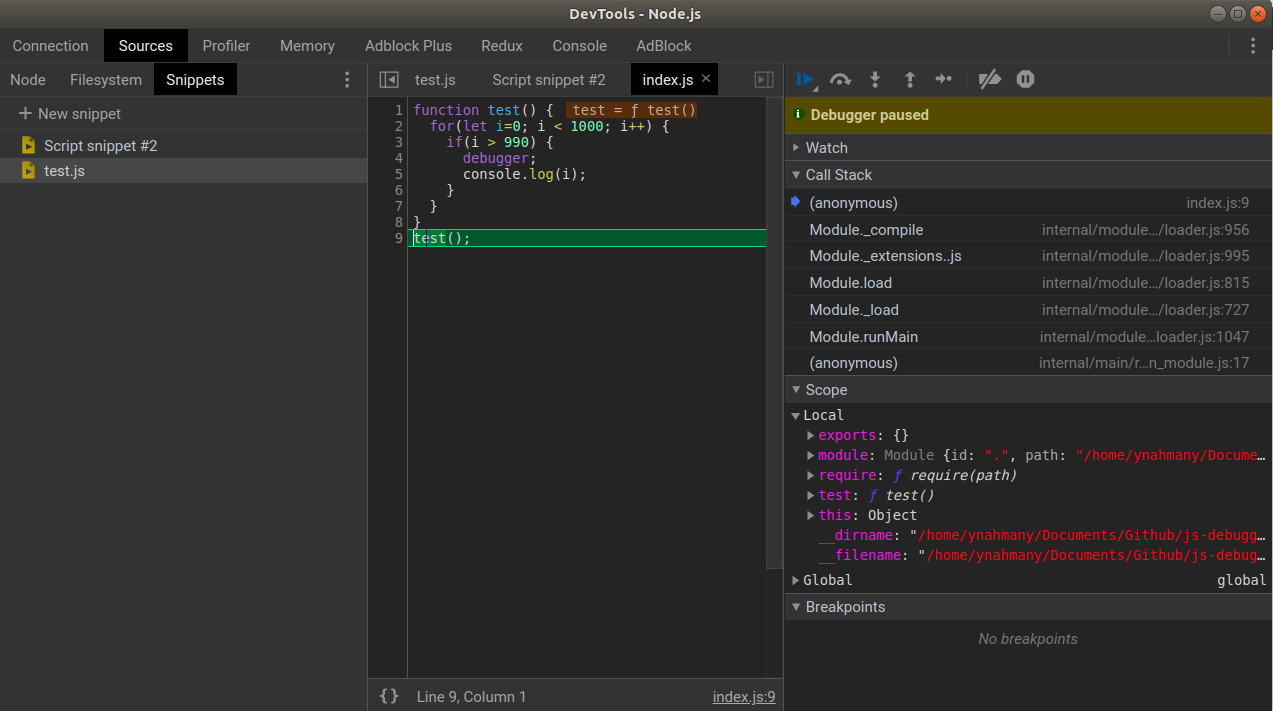 DevTools - Node.js
Connection Sources Profiler Memory Adblock Plus Redux Console AdBlock
Node Filesystem Snippets
New snippet
Script snippet #2
test.js
test.js Script snippet #2 index.js
1 function test() { test = ƒ test()
2 for(let i=0; i < 1000; i++) {
3 if(i > 990) {
4 debugger;
5 console.log(i);
6 }
7 }
8 }
9 test();
{} Line 9, Column 1 index.js:9
Debugger paused
Watch
Call Stack
(anonymous) index.js:9
Module._compile internal/module…/loader.js:956
Module._extensions..js internal/module…/loader.js:995
Module.load internal/module…/loader.js:815
Module._load internal/module…/loader.js:727
Module.runMain internal/module…loader.js:1047
(anonymous) internal/main/r…n_module.js:17
Scope
Local
exports: {}
module: Module {id: ".", path: "/home/ynahmany/Docume…
require: ƒ require(path)
test: ƒ test()
this: Object
__dirname: "/home/ynahmany/Documents/Github/js-debugg…
__filename: "/home/ynahmany/Documents/Github/js-debug…
Global global
Breakpoints
No breakpoints